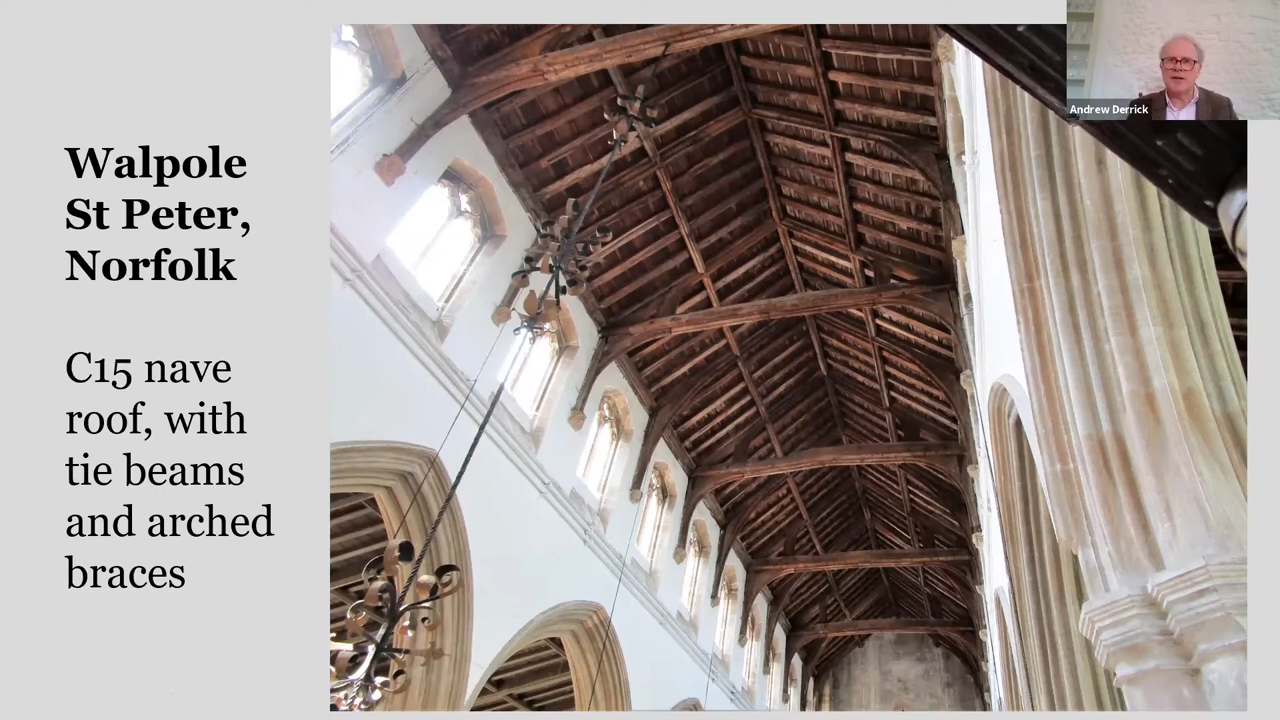 Walpole
St Peter,
Norfolk
C15 nave
roof, with
tie beams
and arched
braces
Andrew Derrick